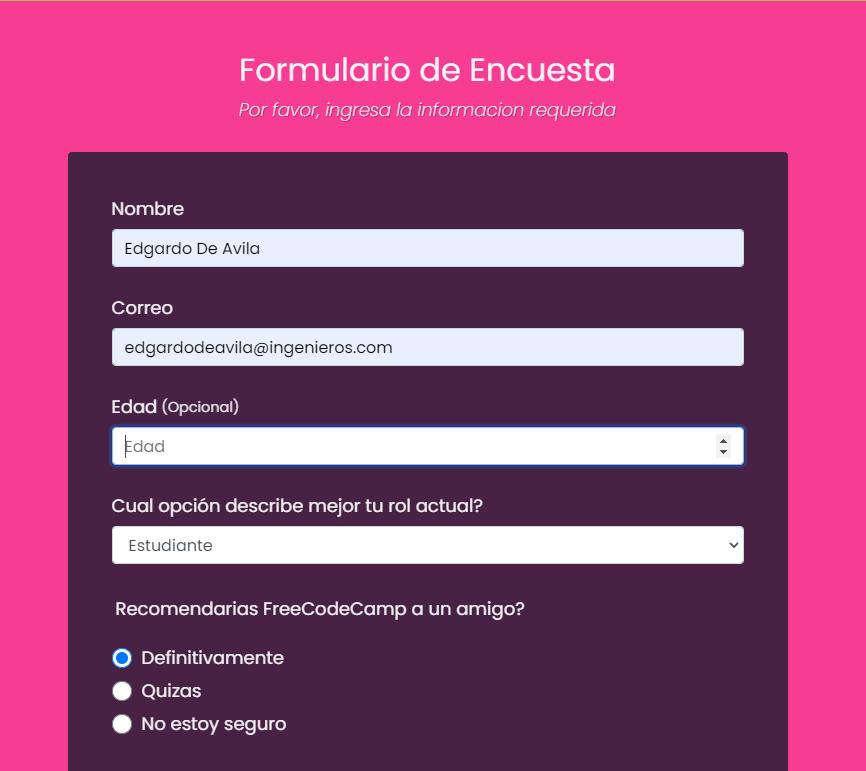 Formulario de Encuesta
Por favor, ingresa la informacion requerida
Nombre
Edgardo De Avila
Correo
edgardodeavila@ingenieros.com
Edad (Opcional)
Edad
Cual opción describe mejor tu rol actual?
Estudiante
Recomendarias FreeCodeCamp a un amigo?
Definitivamente
Quizas
No estoy seguro